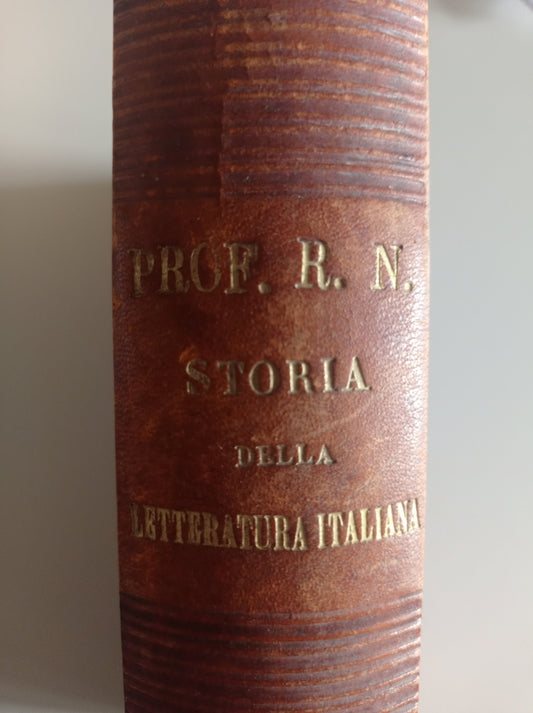 PROF. R. N.
STORIA
DELLA
LETTERATURA ITALIANA